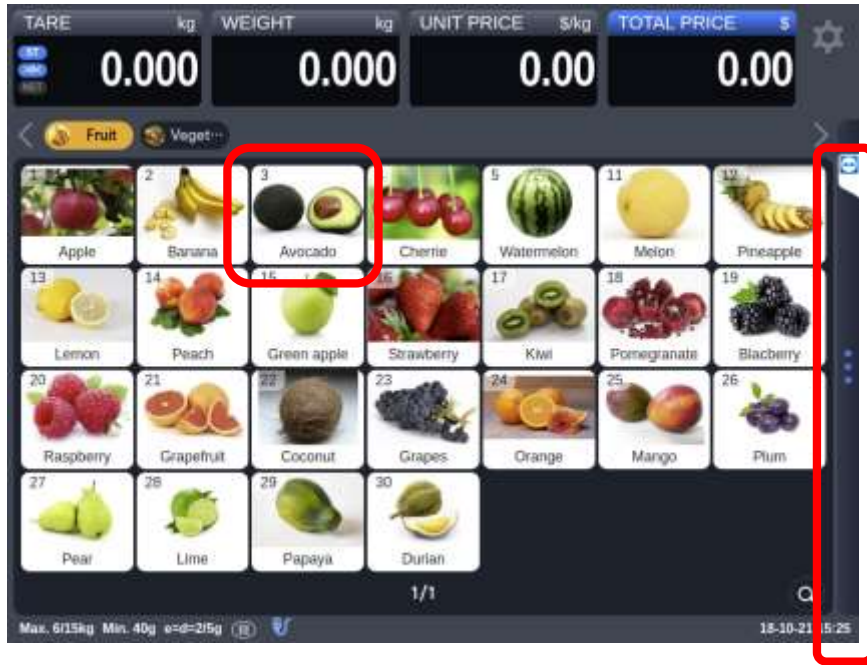 TARE kg WEIGHT kg UNIT PRICE $/kg TOTAL PRICE $
ST
0.000 0.000 0.00 0.00
NET
Fruit Veget···
1 2 3 5 11 12
Apple Banana Avocado Cherrie Watermelon Melon Pineapple
13 14 15 16 17 18 19
Lemon Peach Green apple Strawberry Kiwi Pomegranate Blacberry
20 21 22 23 24 25 26
Raspberry Grapefruit Coconut Grapes Orange Mango Plum
27 28 29 30
Pear Lime Papaya Durian
1/1
Max. 6/15kg Min. 40g e=d=2/5g 18-10-21 15:25